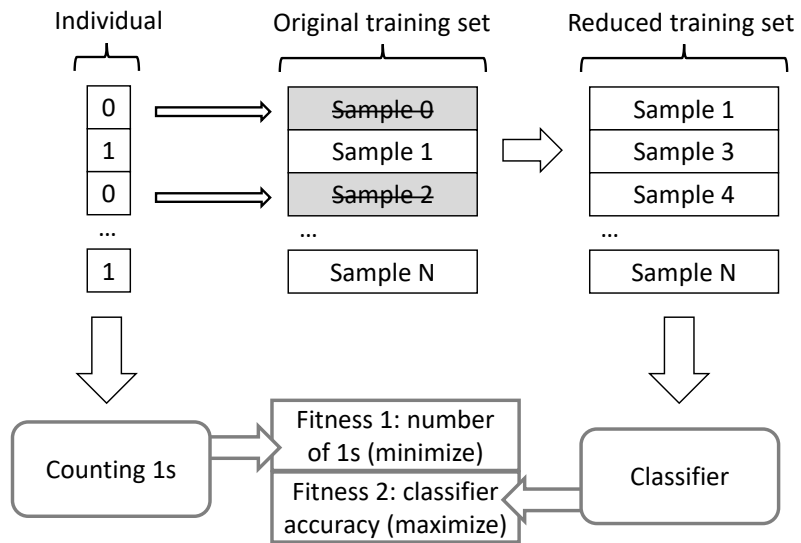 Individual
Original training set
Reduced training set
0
Sample 0
Sample 1
1
Sample 1
Sample 3
0
Sample 2
Sample 4
...
...
...
1
Sample N
Sample N
Counting 1s
Fitness 1: number
of 1s (minimize)
Fitness 2: classifier
accuracy (maximize)
Classifier